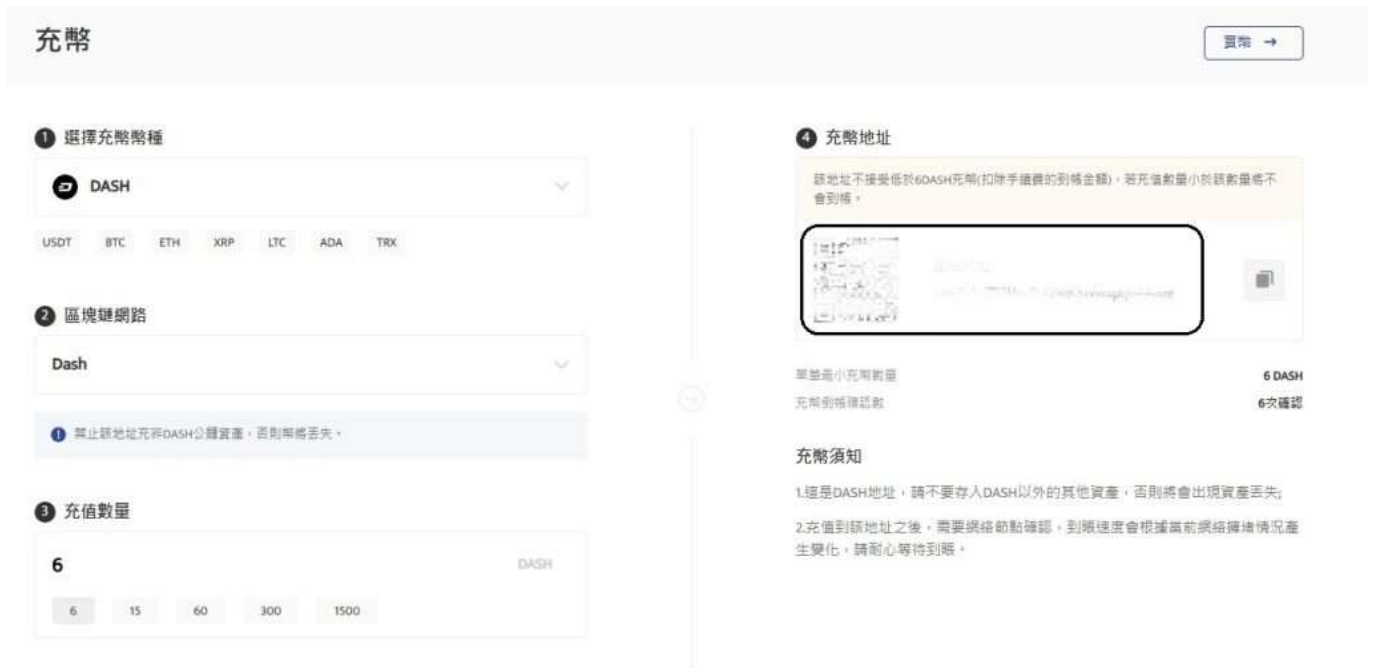 充幣
買幣 →
1 選擇充幣幣種
DASH
USDT BTC ETH XRP LTC ADA TRX
2 區塊鏈網路
Dash
禁止該地址充非DASH公鏈資產，否則幣將丟失。
3 充值數量
6 DASH
6 15 60 300 1500
4 充幣地址
該地址不接受低於6DASH充幣(扣除手續費的到帳金額)，若充值數量小於該數量將不
會到帳。
單筆最小充幣數量 6 DASH
充幣到帳確認數 6次確認
充幣須知
1.這是DASH地址，請不要存入DASH以外的其他資產，否則將會出現資產丟失;
2.充值到該地址之後，需要網絡節點確認，到賬速度會根據當前網絡擁堵情況產
生變化，請耐心等待到賬。